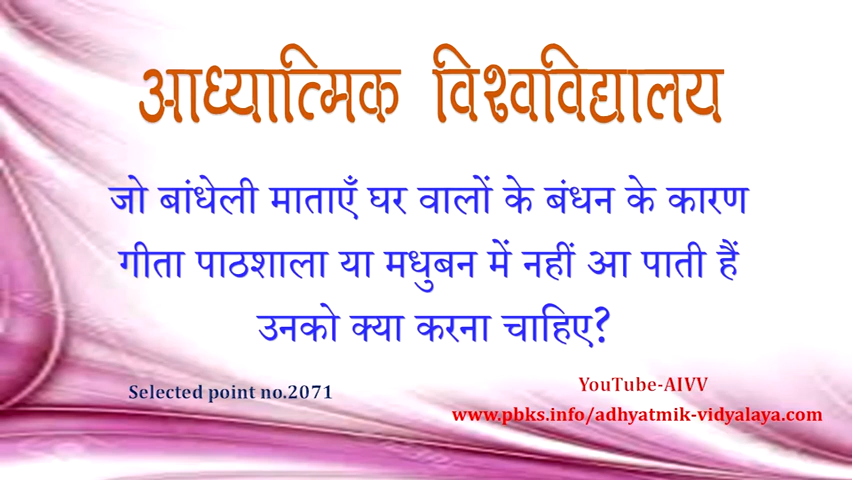 आध्यात्मिक विश्वविद्यालय
जो बांधेली माताएँ घर वालों के बंधन के कारण
गीता पाठशाला या मधुबन में नहीं आ पाती हैं
उनको क्या करना चाहिए?
Selected point no.2071
YouTube-AIVV
www.pbks.info/adhyatmik-vidyalaya.com